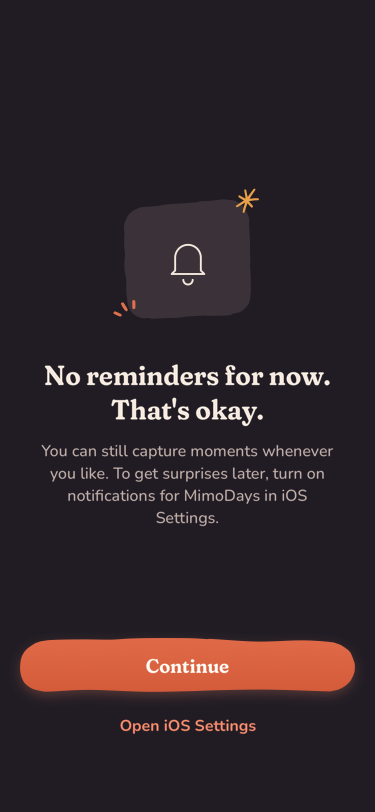 No reminders for now.
That's okay.
You can still capture moments whenever
you like. To get surprises later, turn on
notifications for MimoDays in iOS
Settings.
Continue
Open iOS Settings